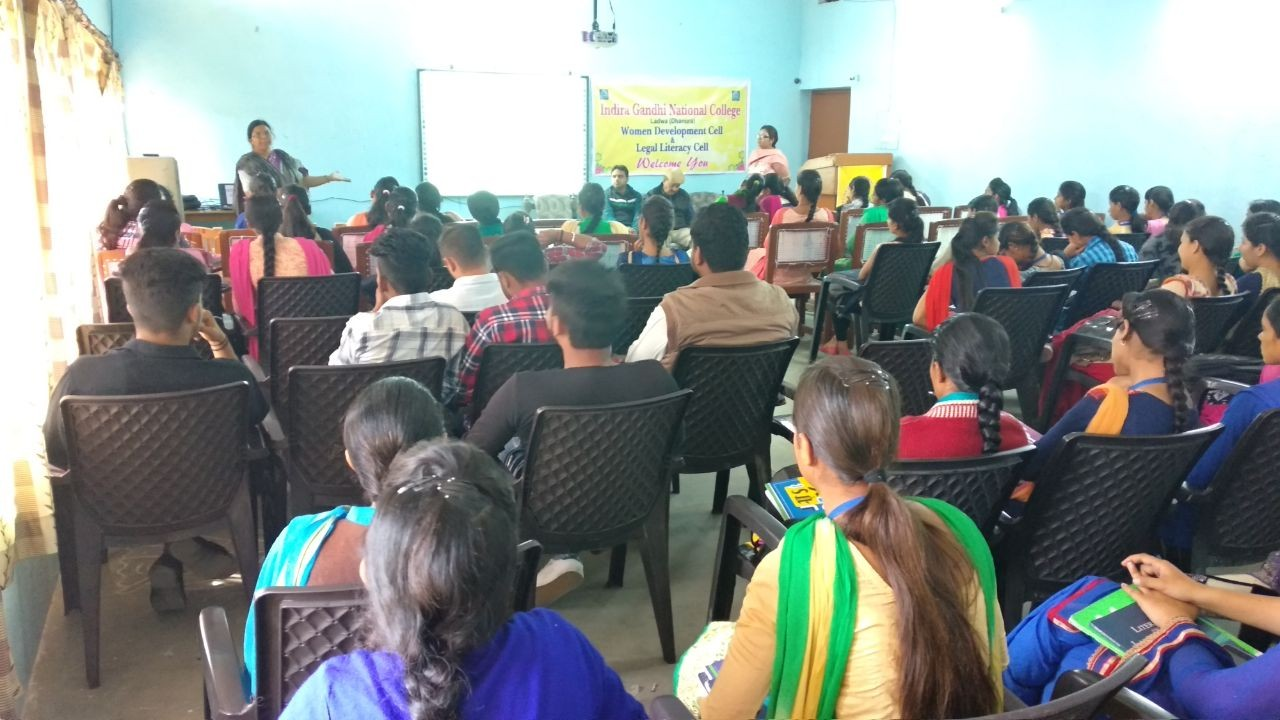 Indira Gandhi National College
Ladwa (Dhanora)
Women Development Cell
&
Legal Literacy Cell
Welcome You